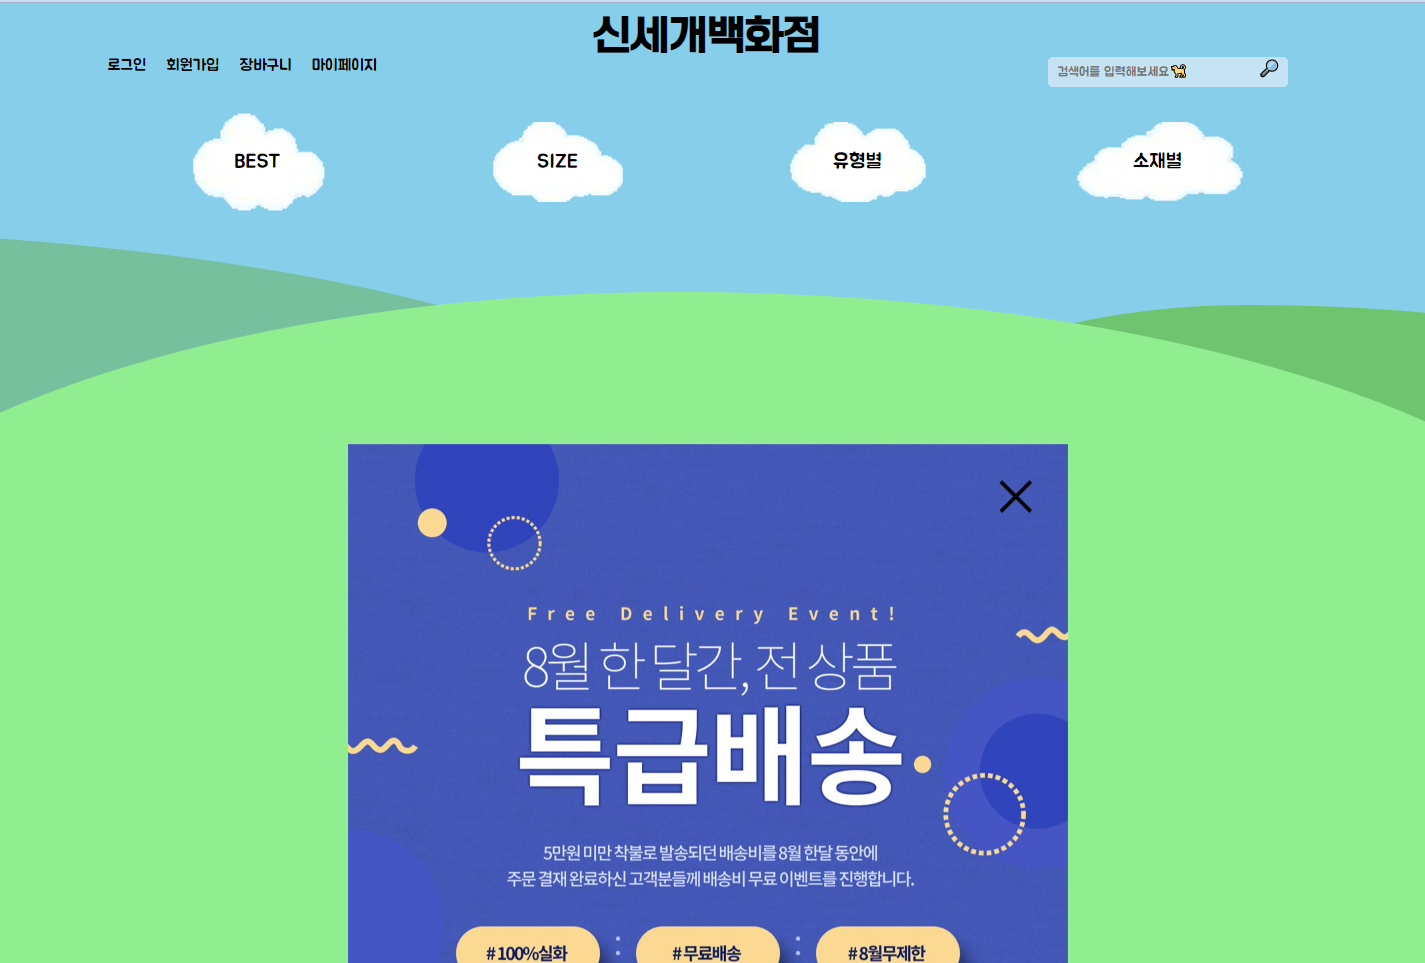 신세개백화점
로그인 회원가입 장바구니 마이페이지
검색어를 입력해보세요🐕
BEST
SIZE
유형별
소재별
Free Delivery Event!
8월 한 달간, 전 상품
특급배송
5만원 미만 착불로 발송되던 배송비를 8월 한달 동안에
주문 결재 완료하신 고객분들께 배송비 무료 이벤트를 진행합니다.
#100%실화
#무료배송
#8월무제한